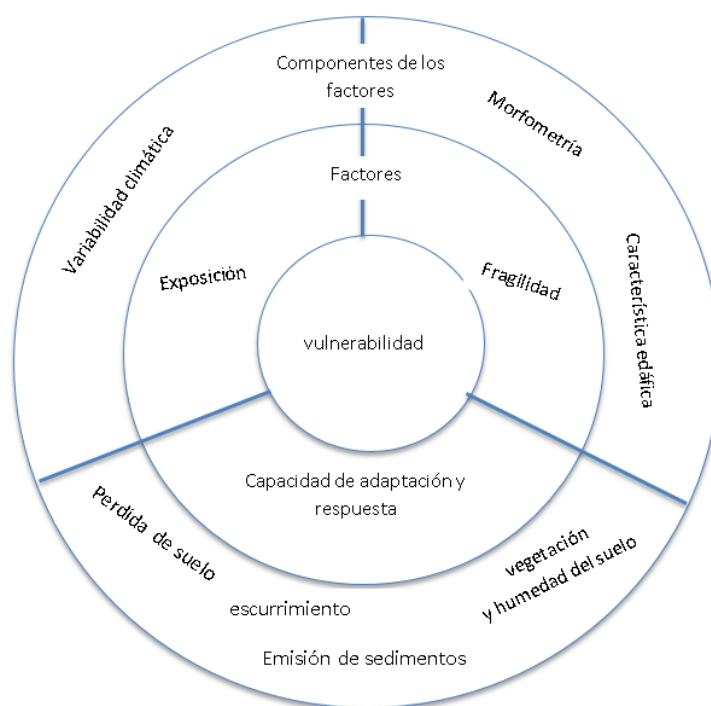 Componentes de los
factores
Morfometría
Variabilidad climática
Factores
Exposición
Fragilidad
Característica edáfica
vulnerabilidad
Capacidad de adaptación y
respuesta
Perdida de suelo
vegetación
y humedad del suelo
escurrimiento
Emisión de sedimentos